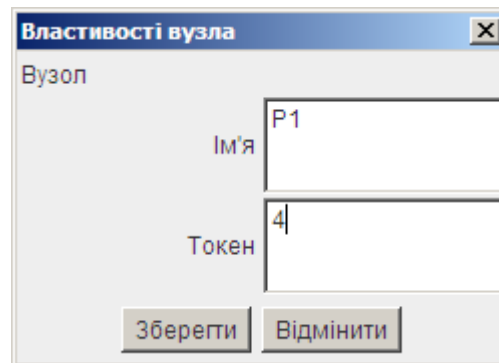 Властивості вузла
Вузол
Ім'я P1
Токен 4
Зберегти Відмінити